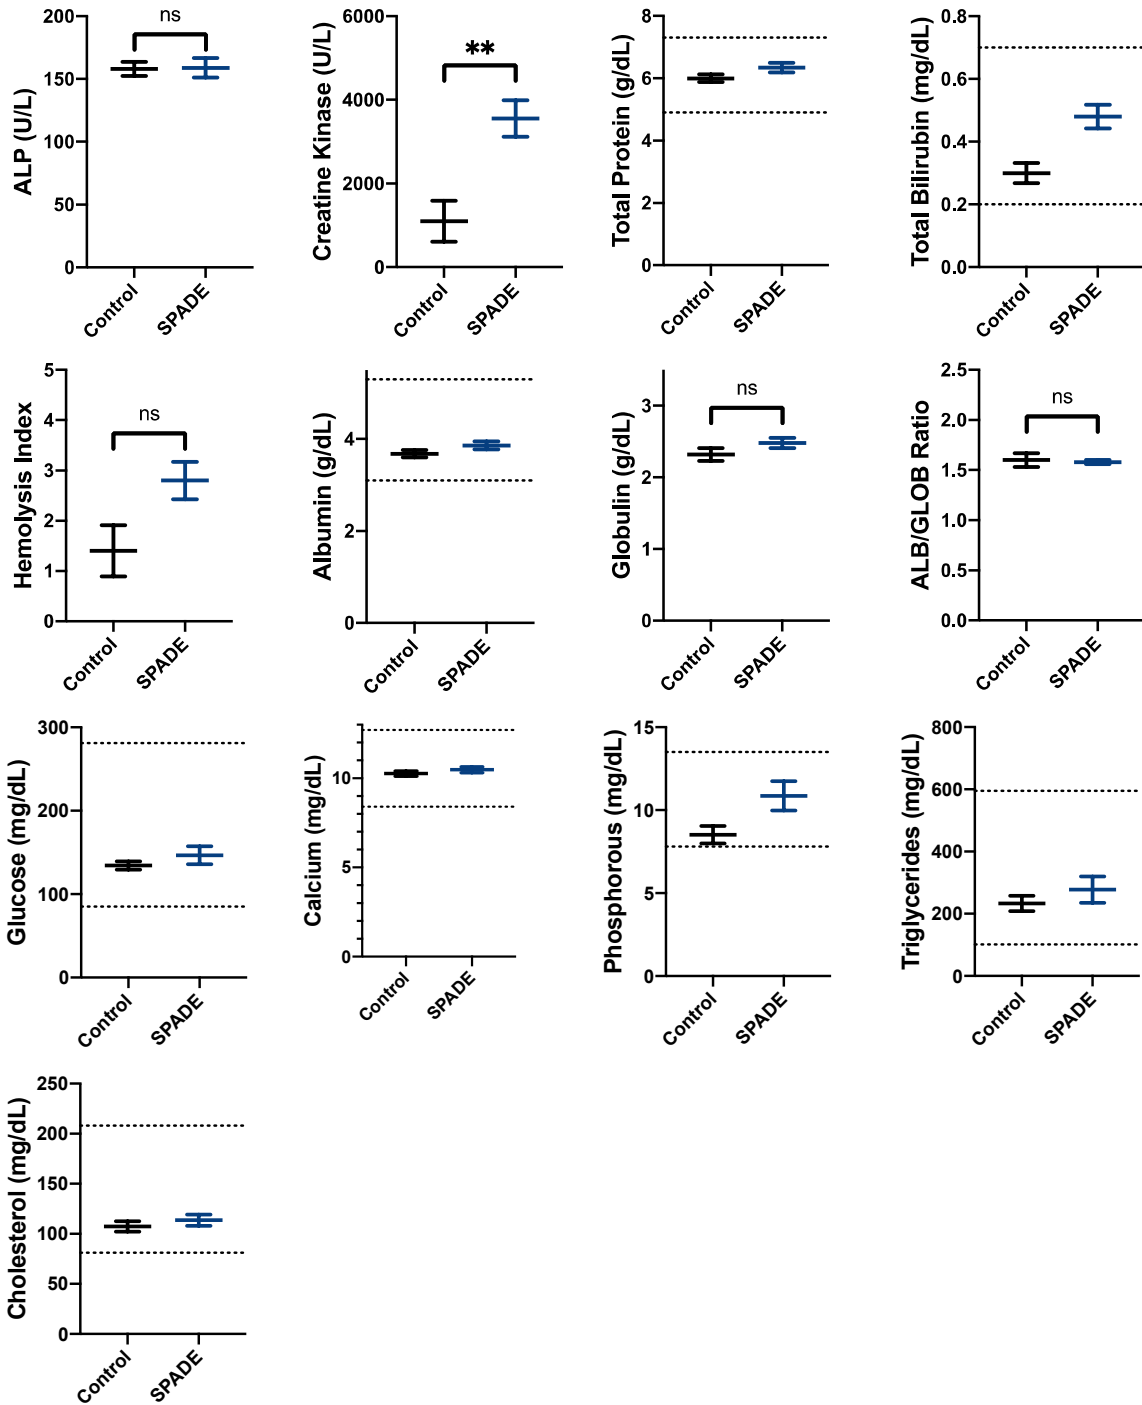 ALP (U/L)
200
150
100
50
0
ns
Control
SPADE
Creatine Kinase (U/L)
6000
4000
2000
0
**
Control
SPADE
Total Protein (g/dL)
8
6
4
2
0
Control
SPADE
Total Bilirubin (mg/dL)
0.8
0.6
0.4
0.2
0.0
Control
SPADE
Hemolysis Index
5
4
3
2
1
0
ns
Control
SPADE
Albumin (g/dL)
4
2
0
Control
SPADE
Globulin (g/dL)
3
2
1
0
ns
Control
SPADE
ALB/GLOB Ratio
2.5
2.0
1.5
1.0
0.5
0.0
ns
Control
SPADE
Glucose (mg/dL)
300
200
100
0
Control
SPADE
Calcium (mg/dL)
10
5
0
Control
SPADE
Phosphorous (mg/dL)
15
10
5
0
Control
SPADE
Triglycerides (mg/dL)
800
600
400
200
0
Control
SPADE
Cholesterol (mg/dL)
250
200
150
100
50
0
Control
SPADE